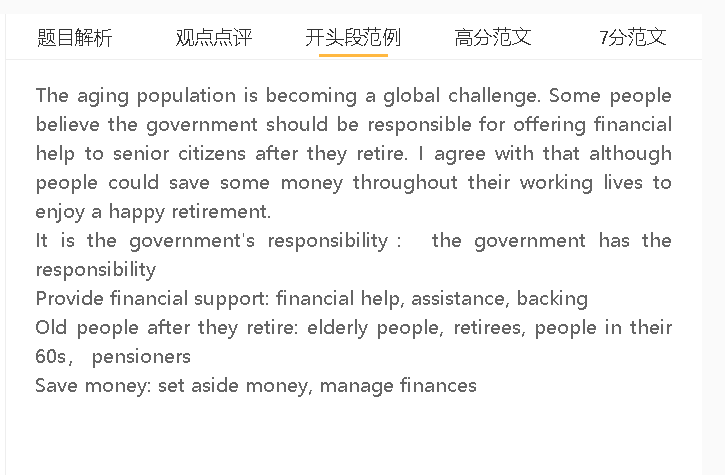 题目解析 观点点评 开头段范例 高分范文 7分范文
The aging population is becoming a global challenge. Some people
believe the government should be responsible for offering financial
help to senior citizens after they retire. I agree with that although
people could save some money throughout their working lives to
enjoy a happy retirement.
It is the government's responsibility： the government has the
responsibility
Provide financial support: financial help, assistance, backing
Old people after they retire: elderly people, retirees, people in their
60s， pensioners
Save money: set aside money, manage finances